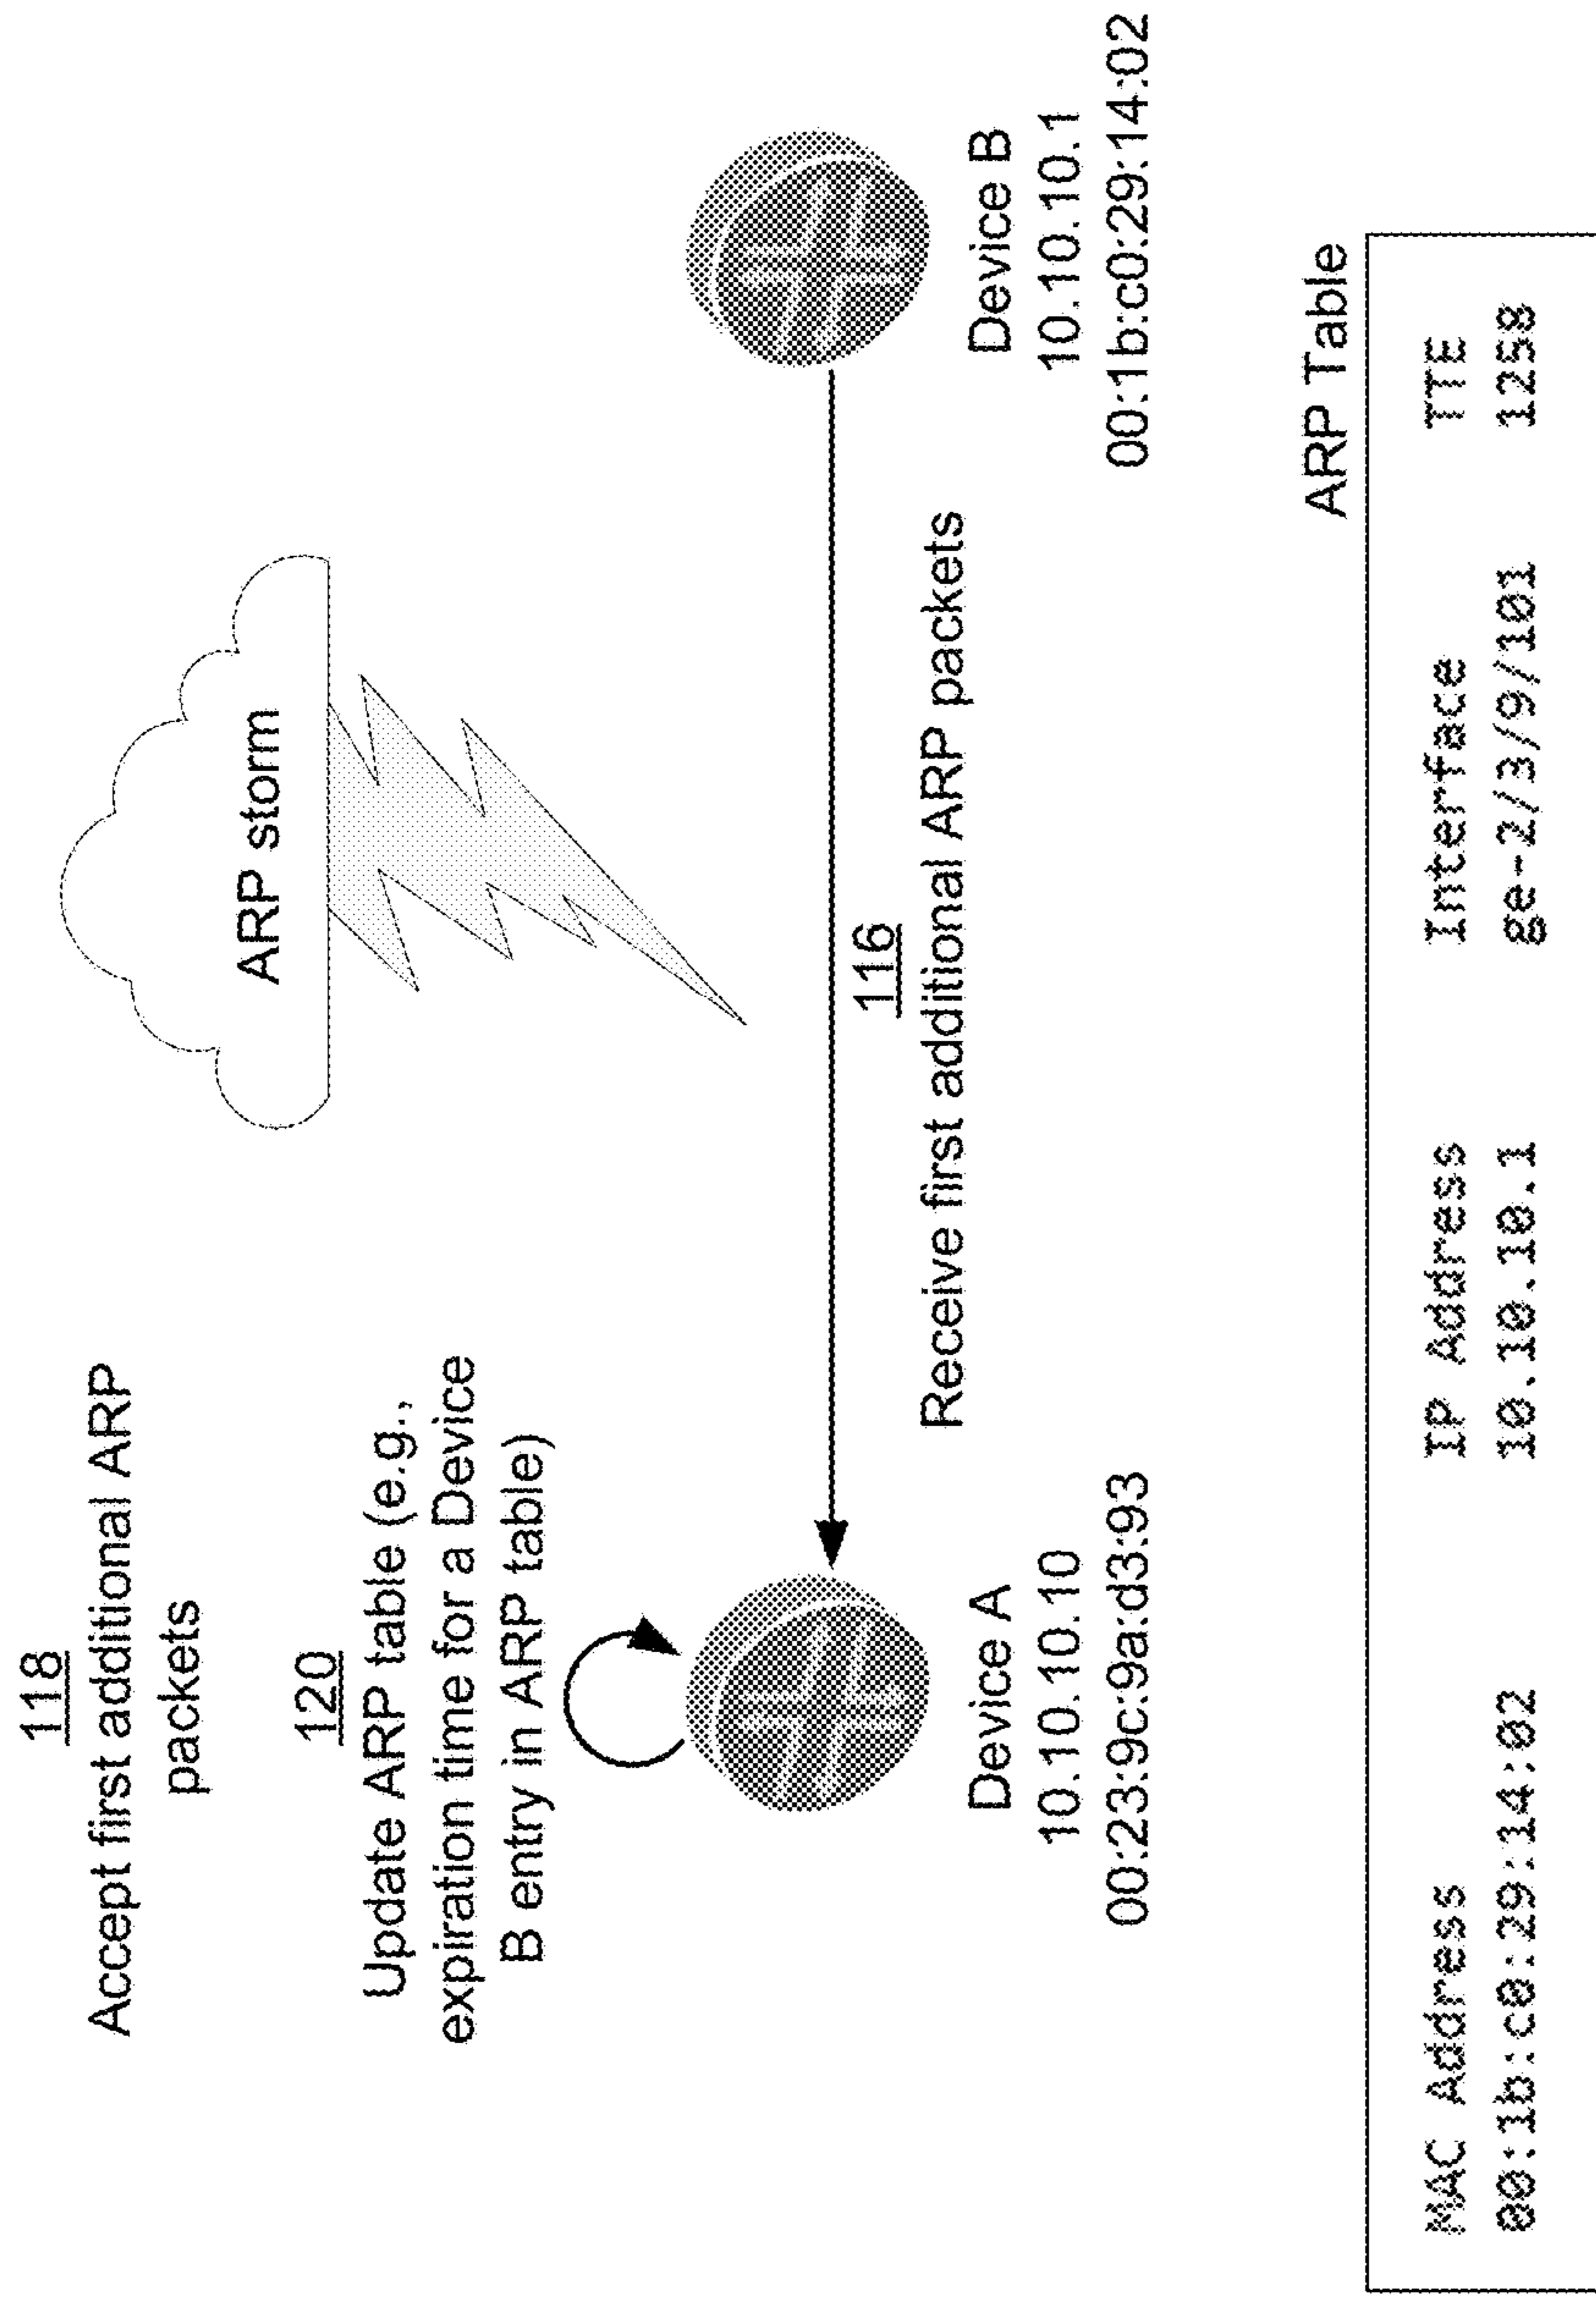 118
Accept first additional ARP
packets
120
Update ARP table (e.g.,
expiration time for a Device
B entry in ARP table)
ARP storm
116
Receive first additional ARP packets
Device A
10.10.10.10
00:23:9c:9a:d3:93
Device B
10.10.10.1
00:1b:c0:29:14:02
ARP Table
MAC Address IP Address Interface TTE
00:1b:c0:29:14:02 10.10.10.1 ge-2/3/9/101 1258